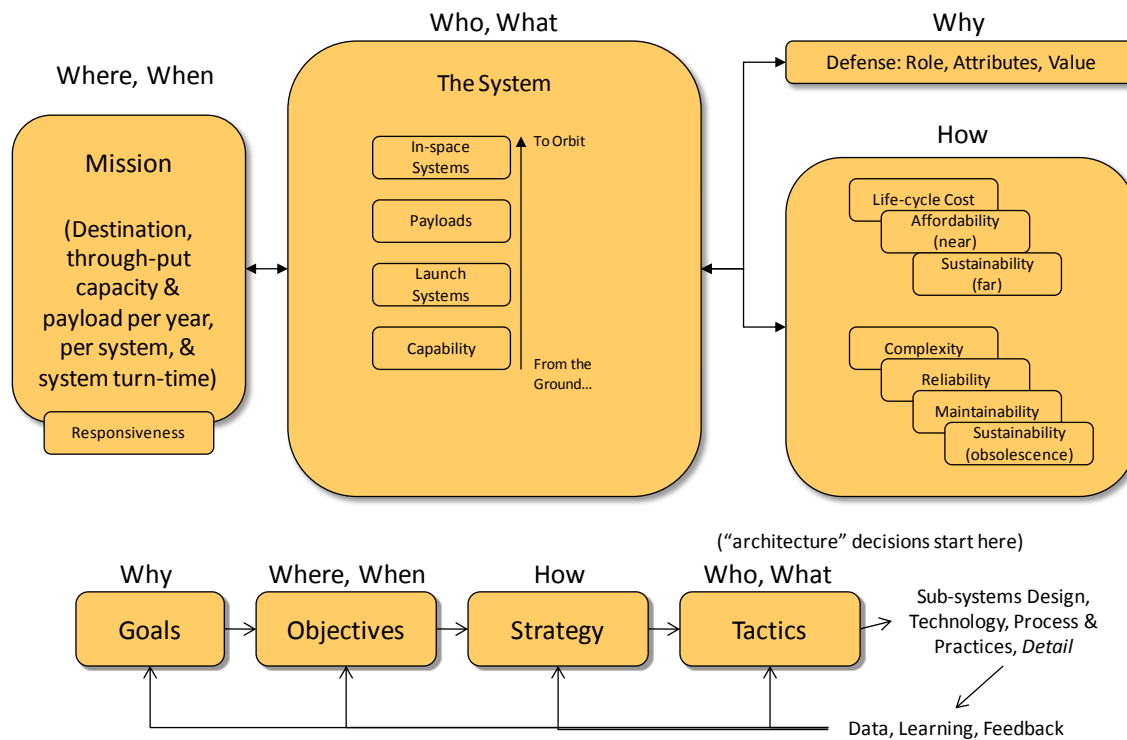 Where, When
Mission
(Destination,
through-put
capacity &
payload per year,
per system, &
system turn-time)
Responsiveness
Who, What
The System
In-space
Systems
Payloads
Launch
Systems
Capability
To Orbit
From the
Ground…
Why
Defense: Role, Attributes, Value
How
Life-cycle Cost
Affordability
(near)
Sustainability
(far)
Complexity
Reliability
Maintainability
Sustainability
(obsolescence)
(“architecture” decisions start here)
Why
Where, When
How
Who, What
Goals
Objectives
Strategy
Tactics
Sub-systems Design,
Technology, Process &
Practices, Detail
Data, Learning, Feedback